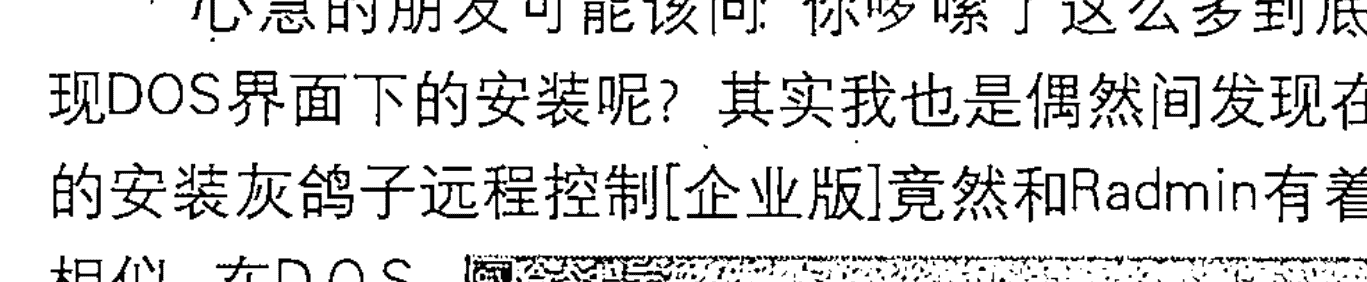 心急的朋友可能该问：你啰嗦了这么多到底
现DOS界面下的安装呢？其实我也是偶然间发现在
的安装灰鸽子远程控制[企业版]竟然和Radmin有着
相似 在DOS